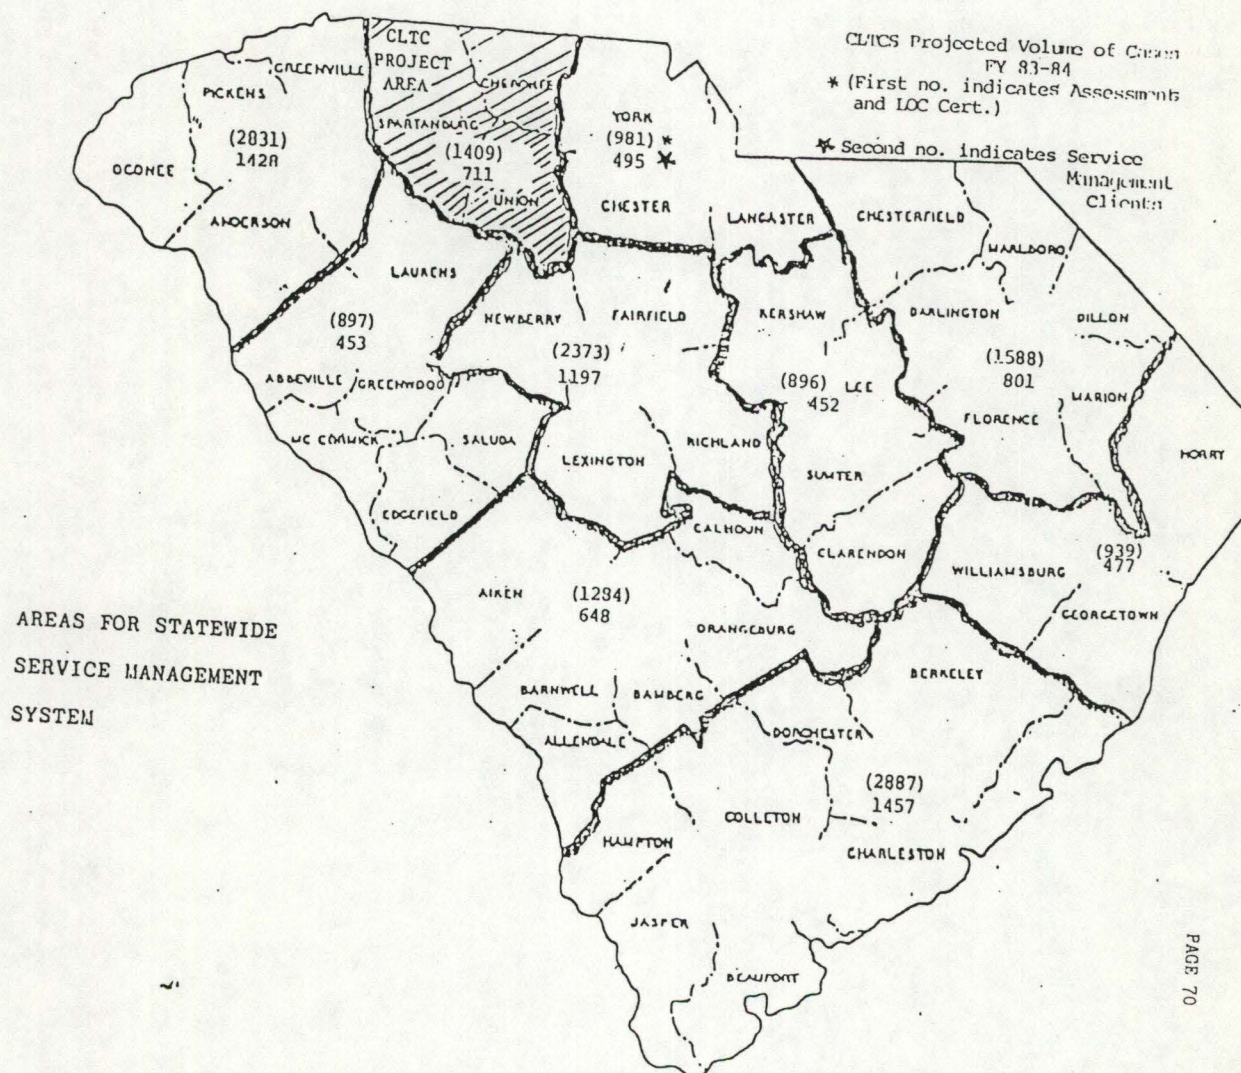 CLTCS Projected Volume of Cases
FY 83-84
* (First no. indicates Assessments
and LOC Cert.)
★ Second no. indicates Service
Management
Clients
CLTC
PROJECT
AREA
GREENVILLE
PICKENS
(2831)
1428
OCONEE
ANDERSON
CHEROKEE
SPARTANBURG
(1409)
711
UNION
YORK
(981) *
495 ★
CHESTER
LANCASTER
CHESTERFIELD
MARLBORO
LAURENS
(897)
453
ABBEVILLE
GREENWOOD
MC CORMICK
SALUDA
EDGEFIELD
NEWBERRY
FAIRFIELD
(2373)
1197
LEXINGTON
RICHLAND
KERSHAW
(896)
452
LEE
SUMTER
CLARENDON
DARLINGTON
DILLON
(1588)
801
FLORENCE
MARION
HORRY
(939)
477
WILLIAMSBURG
GEORGETOWN
CALHOUN
AIKEN
(1284)
648
ORANGEBURG
BARNWELL
BAMBERG
ALLENDALE
BERKELEY
DORCHESTER
(2887)
1457
COLLETON
CHARLESTON
HAMPTON
JASPER
BEAUFORT
AREAS FOR STATEWIDE
SERVICE MANAGEMENT
SYSTEM
PAGE 70